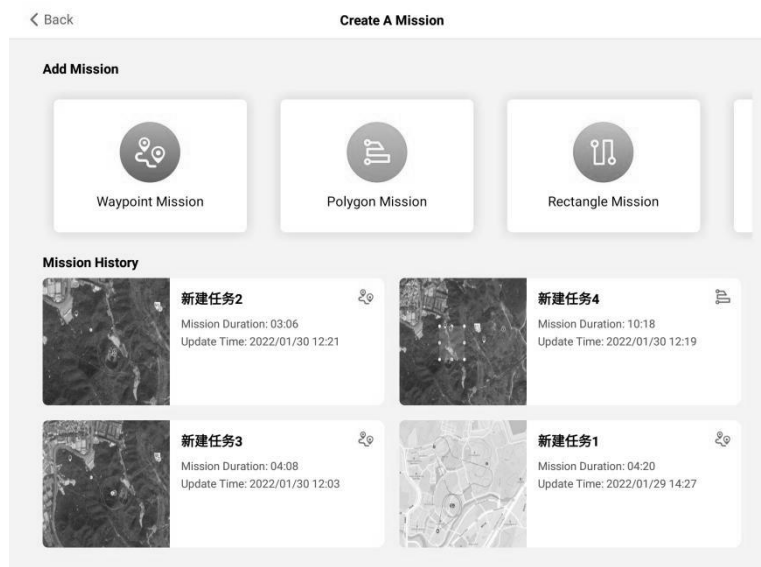 Back
Create A Mission
Add Mission
Waypoint Mission
Polygon Mission
Rectangle Mission
Mission History
新建任务2
Mission Duration: 03:06
Update Time: 2022/01/30 12:21
新建任务4
Mission Duration: 10:18
Update Time: 2022/01/30 12:19
新建任务3
Mission Duration: 04:08
Update Time: 2022/01/30 12:03
新建任务1
Mission Duration: 04:20
Update Time: 2022/01/29 14:27